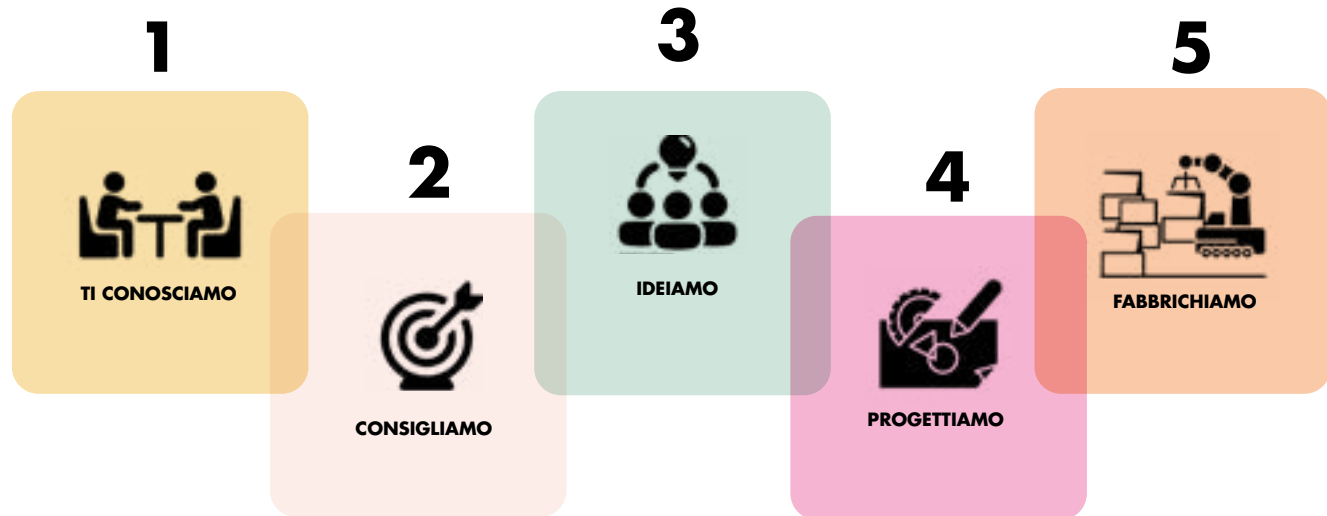 1
TI CONOSCIAMO
2
CONSIGLIAMO
3
IDEIAMO
4
PROGETTIAMO
5
FABBRICHIAMO